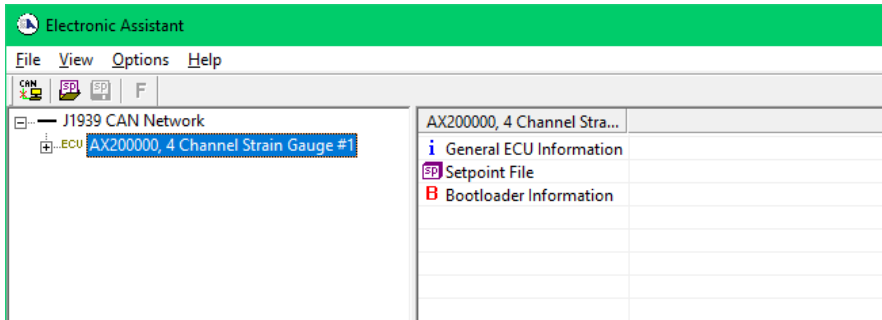 Electronic Assistant
File View Options Help
CAN SP SP F
J1939 CAN Network
ECU AX200000, 4 Channel Strain Gauge #1
AX200000, 4 Channel Stra...
i General ECU Information
SP Setpoint File
B Bootloader Information